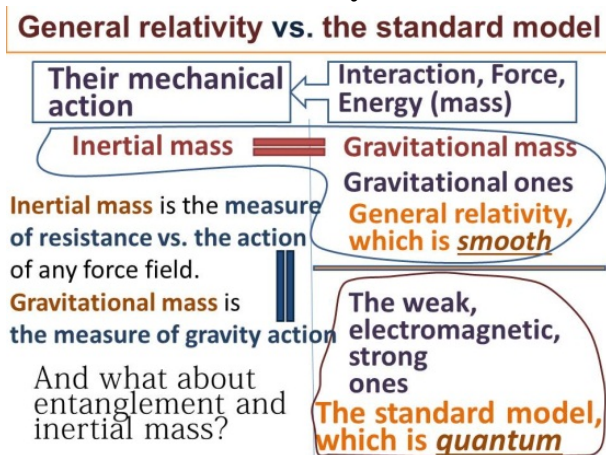 General relativity vs. the standard model
Their mechanical
action
Interaction, Force,
Energy (mass)
Inertial mass
Gravitational mass
Gravitational ones
General relativity,
which is smooth
Inertial mass is the measure
of resistance vs. the action
of any force field.
Gravitational mass is
the measure of gravity action
And what about
entanglement and
inertial mass?
The weak,
electromagnetic,
strong
ones
The standard model,
which is quantum